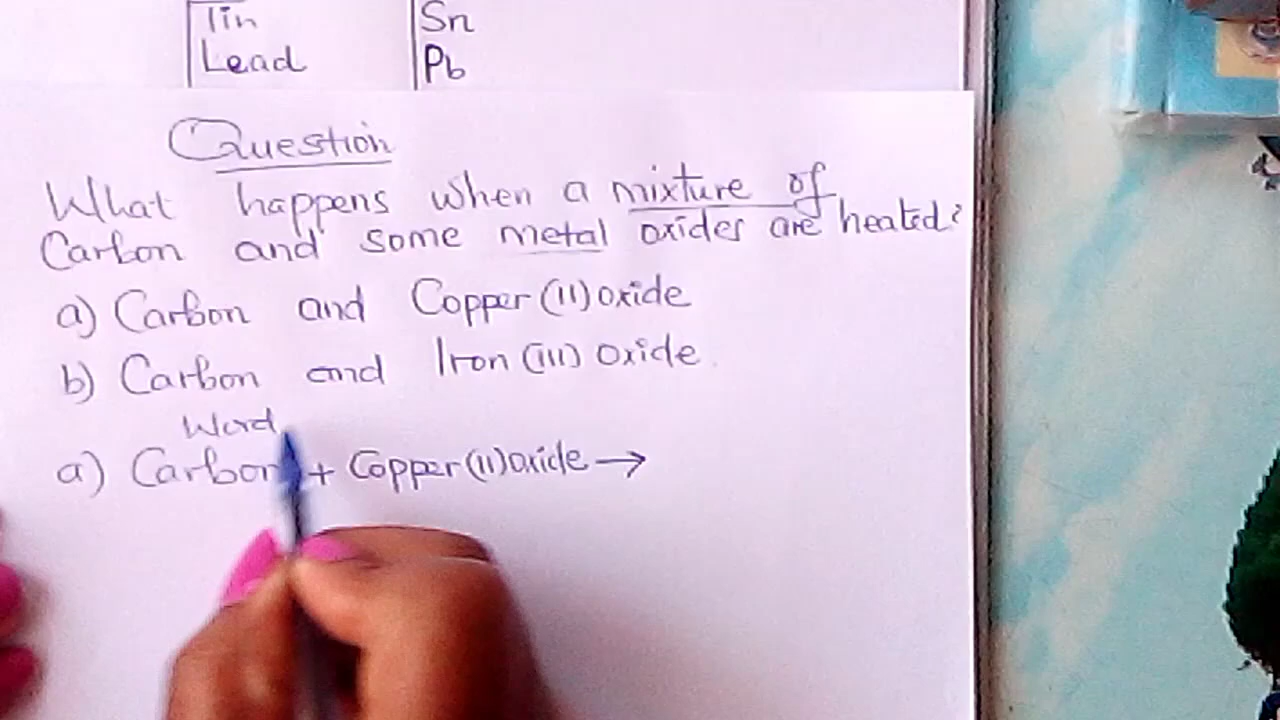 Tin Sn
Lead Pb
Question
What happens when a mixture of
Carbon and some metal oxides are heated?
a) Carbon and Copper (II) oxide
b) Carbon and Iron (III) oxide
Word
a) Carbon + Copper (II) oxide →